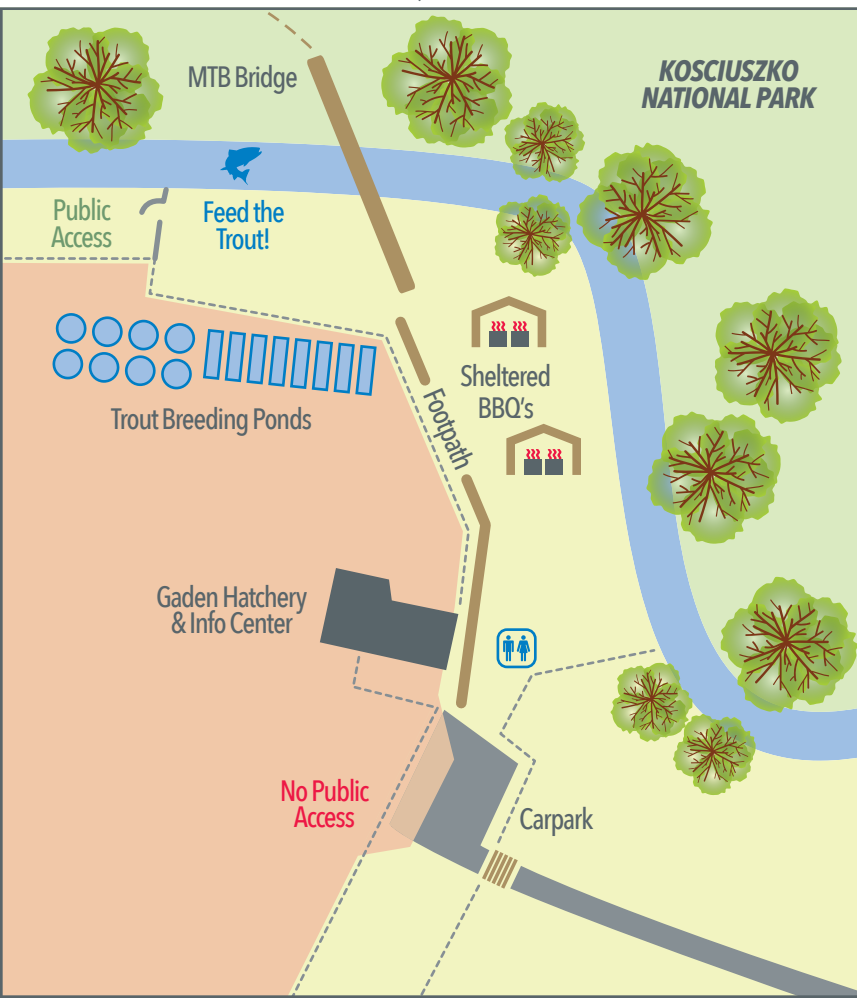 MTB Bridge
KOSCIUSZKO
NATIONAL PARK
Public
Access
Feed the
Trout!
Sheltered
BBQ's
Trout Breeding Ponds
Footpath
Gaden Hatchery
& Info Center
No Public
Access
Carpark